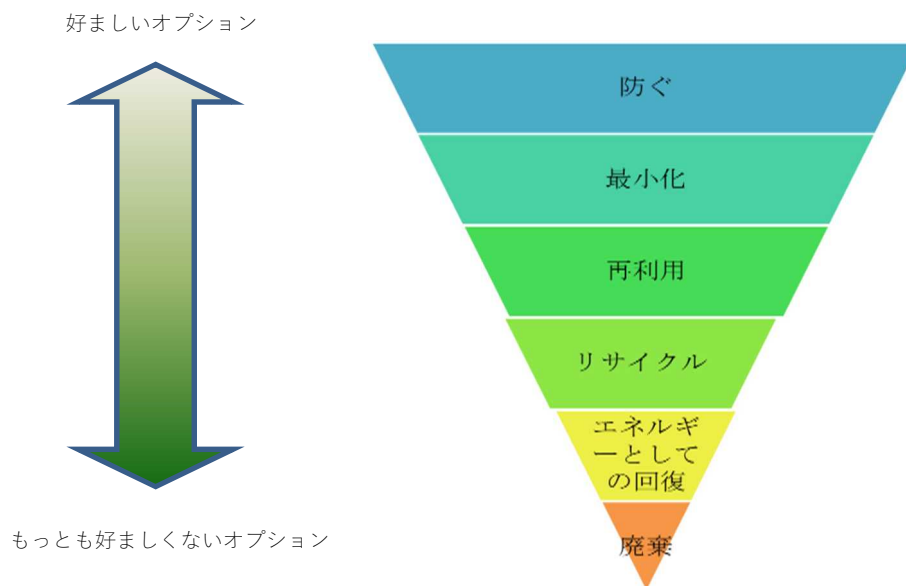 好ましいオプション
防ぐ
最小化
再利用
リサイクル
エネルギ
ーとして
の回復
廃棄
もっとも好ましくないオプション